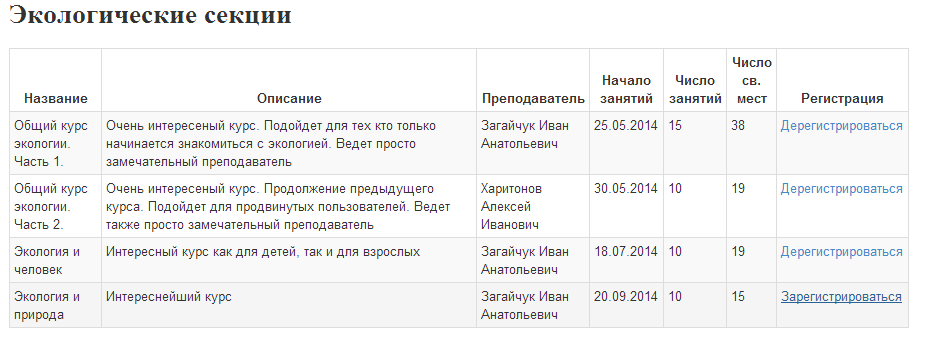 Экологические секции
Название Описание Преподаватель Начало занятий Число занятий Число св. мест Регистрация
Общий курс экологии. Часть 1. Очень интересеный курс. Подойдет для тех кто только начинается знакомиться с экологией. Ведет просто замечательный преподаватель Загайчук Иван Анатольевич 25.05.2014 15 38 Дерегистрироваться
Общий курс экологии. Часть 2. Очень интересеный курс. Продолжение предыдущего курса. Подойдет для продвинутых пользователей. Ведет также просто замечательный преподаватель Харитонов Алексей Иванович 30.05.2014 10 19 Дерегистрироваться
Экология и человек Интересный курс как для детей, так и для взрослых Загайчук Иван Анатольевич 18.07.2014 10 19 Дерегистрироваться
Экология и природа Интереснейший курс Загайчук Иван Анатольевич 20.09.2014 10 15 Зарегистрироваться